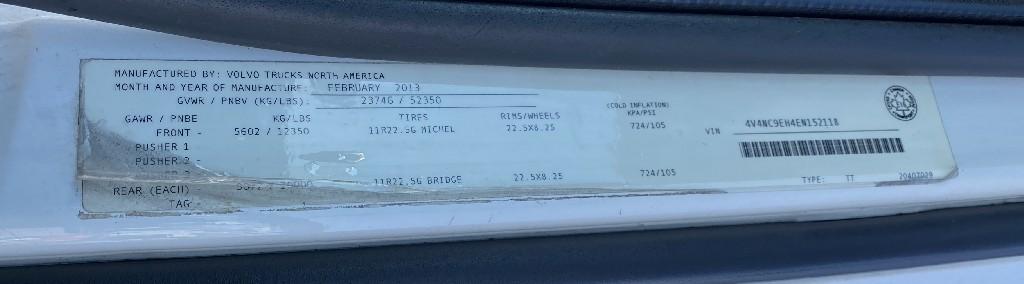 MANUFACTURED BY: VOLVO TRUCKS NORTH AMERICA
MONTH AND YEAR OF MANUFACTURE: FEBRUARY 2013
GVWR / PNBV (KG/LBS): 23746 / 52350
GAWR / PNBE KG/LBS TIRES RIMS/WHEELS (COLD INFLATION) KPA/PSI
FRONT - 5602 / 12350 11R22.5G MICHEL 22.5X8.25 724/105
VIN 4V4NC9EH4EN152118
PUSHER 1
PUSHER 2 -
REAR (EACH) 11R22.5G BRIDGE 22.5X8.25 724/105
TAG -
TYPE: TT